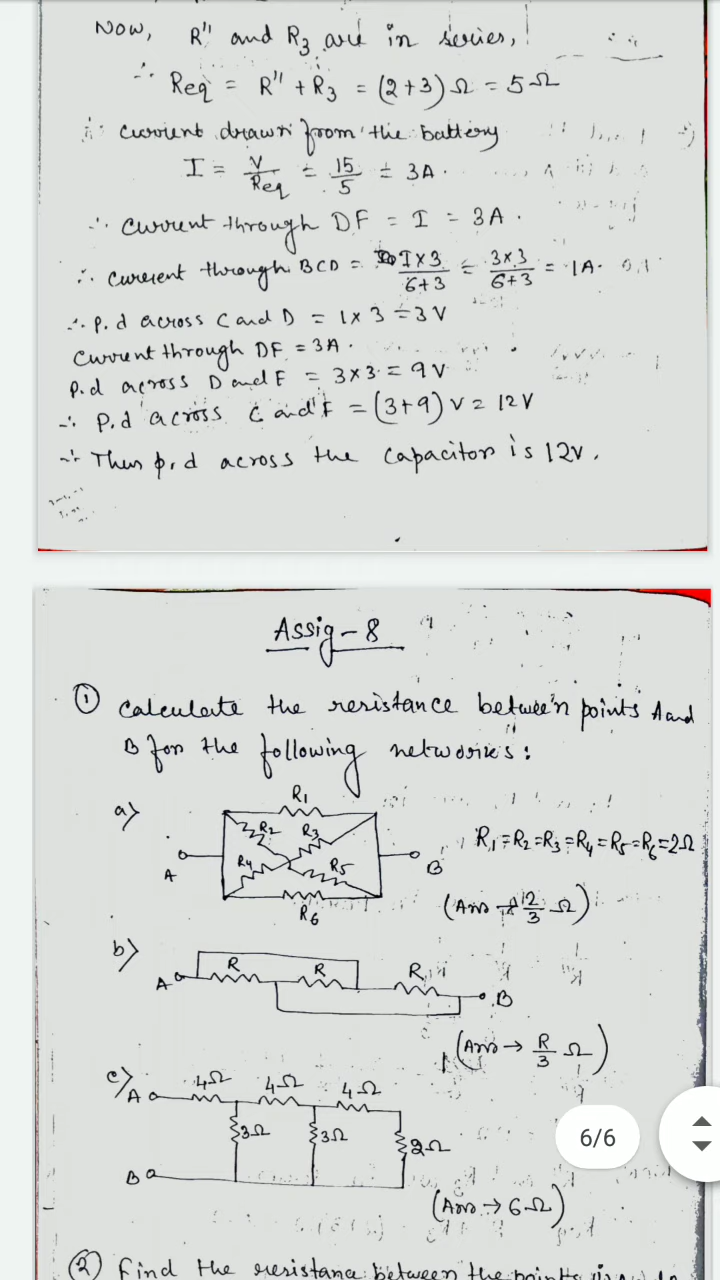 Now, R" and R3 are in series,
∴ Req = R" + R3 = (2+3) Ω = 5Ω
∴ current drawn from the battery
I = V/Req = 15/5 = 3A.
∴ current through DF = I = 3A.
∴ current through BCD = I×3/6+3 = 3×3/6+3 = 1A.
∴ P.d across C and D = 1×3 = 3V
Current through DF = 3A.
P.d across D and F = 3×3 = 9V
∴ P.d across C and F = (3+9) V = 12V
∴ Then p.d across the capacitor is 12V.
Assig-8
① Calculate the resistance between points A and
B for the following networks:
a) R1 R2 R3 R4 R5 R6 A B
R1=R2=R3=R4=R5=R6=2Ω
(Ans → 2/3 Ω)
b) A R R R B
(Ans → R/3 Ω)
c) A 4Ω 4Ω 4Ω
3Ω 3Ω 2Ω
B
(Ans → 6Ω)
6/6
② Find the resistance between the points